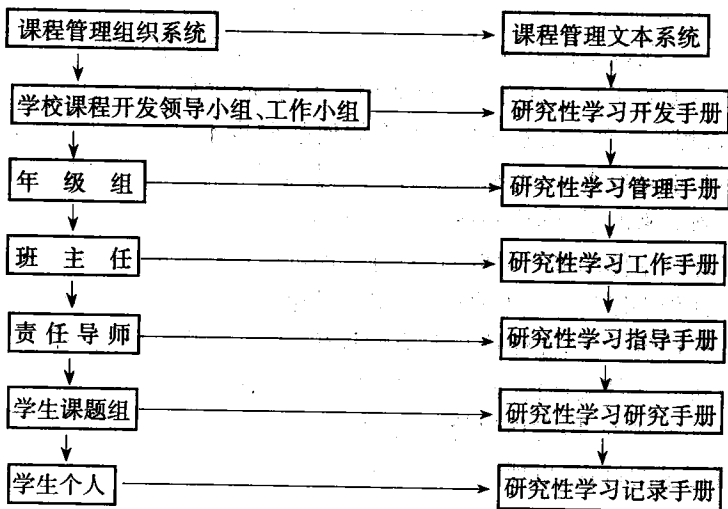 课程管理组织系统
课程管理文本系统
学校课程开发领导小组、工作小组
研究性学习开发手册
年级组
研究性学习管理手册
班主任
研究性学习工作手册
责任导师
研究性学习指导手册
学生课题组
研究性学习研究手册
学生个人
研究性学习记录手册